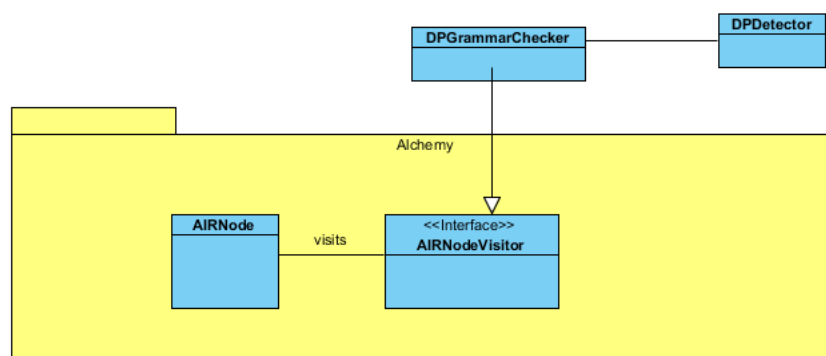 DPGrammarChecker
DPDetector
Alchemy
AIRNode
visits
<<Interface>>
AIRNodeVisitor